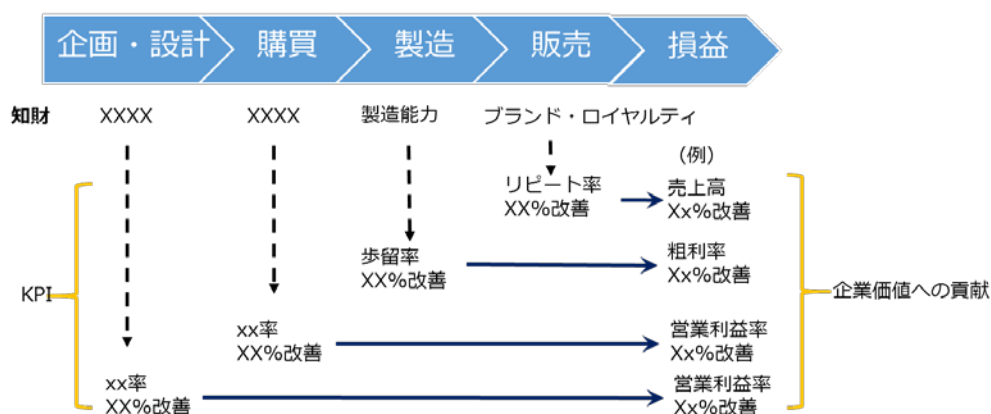 企画・設計
購買
製造
販売
損益
知財
XXXX
XXXX
製造能力
ブランド・ロイヤルティ
（例）
リピート率
XX%改善
売上高
Xx%改善
歩留率
XX%改善
粗利率
Xx%改善
KPI
企業価値への貢献
xx率
XX%改善
営業利益率
Xx%改善
xx率
XX%改善
営業利益率
Xx%改善